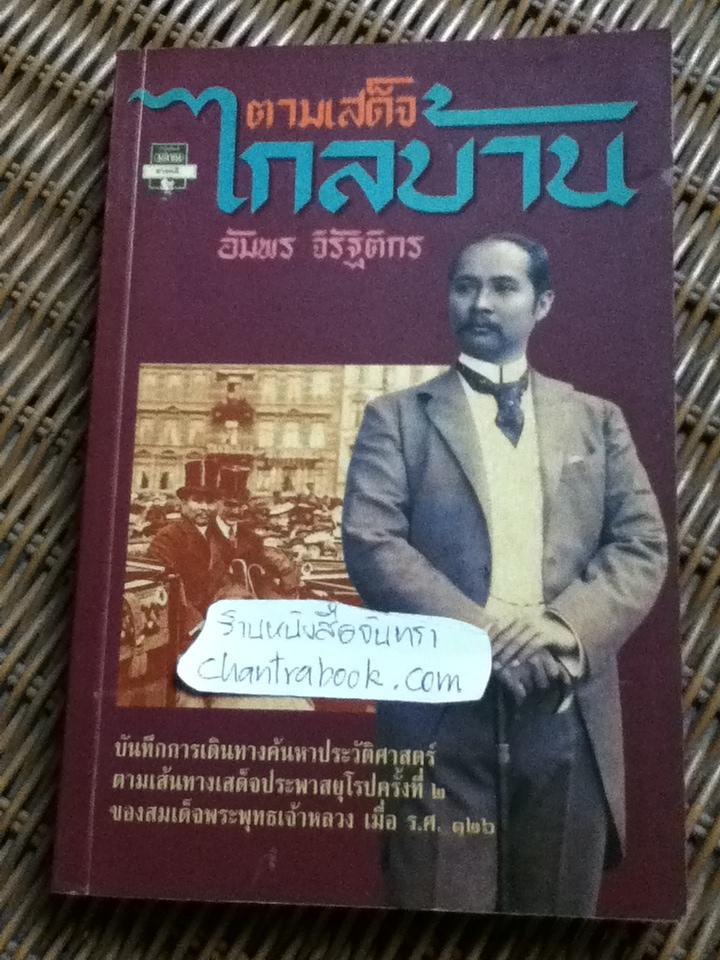 ตามเสด็จ
ไกลบ้าน
มติชน
อัมพร จิรัฐติกร
ร้านหนังสือจันทรา
chantrabook.com
บันทึกการเดินทางค้นหาประวัติศาสตร์
ตามเส้นทางเสด็จประพาสยุโรปครั้งที่ ๒
ของสมเด็จพระพุทธเจ้าหลวง เมื่อ ร.ศ. ๑๒๖